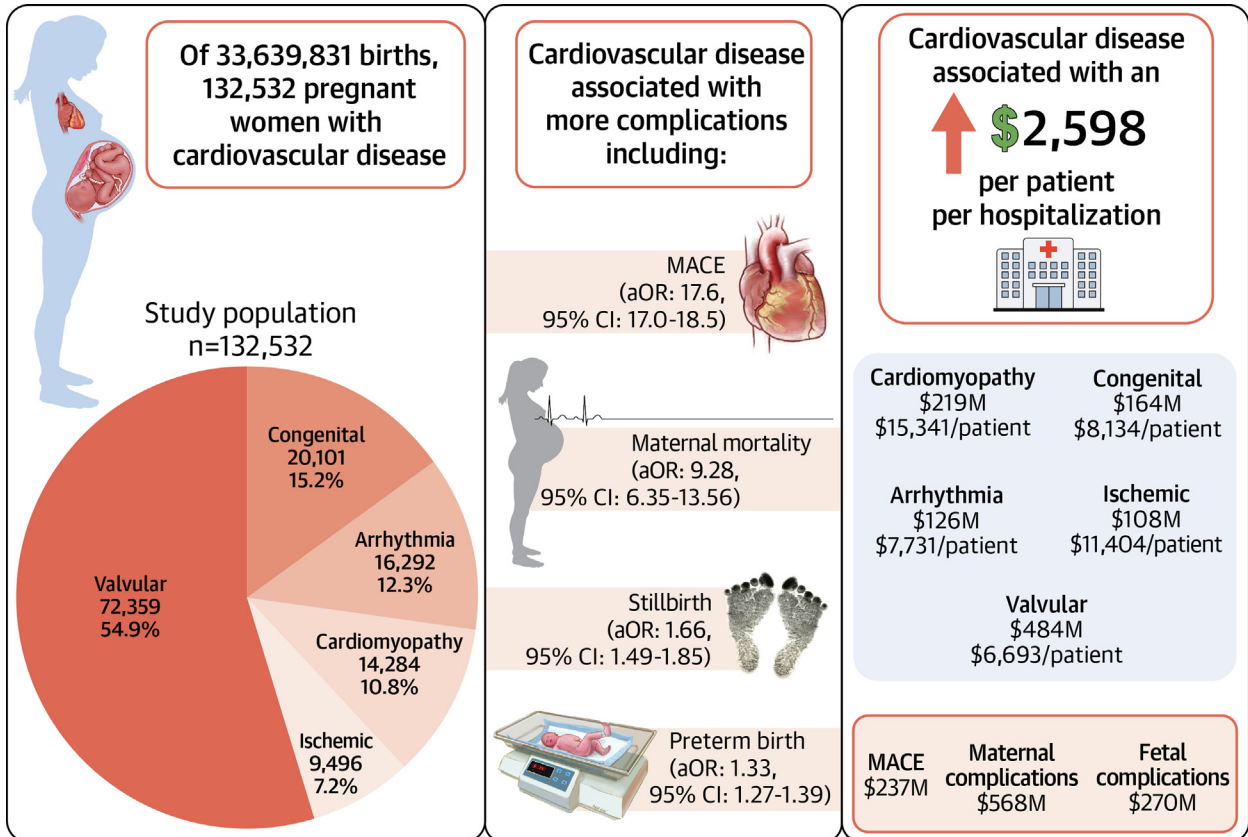 Of 33,639,831 births,
132,532 pregnant
women with
cardiovascular disease
Study population
n=132,532
Congenital
20,101
15.2%
Arrhythmia
16,292
12.3%
Cardiomyopathy
14,284
10.8%
Ischemic
9,496
7.2%
Valvular
72,359
54.9%
Cardiovascular disease
associated with
more complications
including:
MACE
(aOR: 17.6,
95% CI: 17.0-18.5)
Maternal mortality
(aOR: 9.28,
95% CI: 6.35-13.56)
Stillbirth
(aOR: 1.66,
95% CI: 1.49-1.85)
Preterm birth
(aOR: 1.33,
95% CI: 1.27-1.39)
Cardiovascular disease
associated with an
$2,598
per patient
per hospitalization
Cardiomyopathy
$219M
$15,341/patient
Congenital
$164M
$8,134/patient
Arrhythmia
$126M
$7,731/patient
Ischemic
$108M
$11,404/patient
Valvular
$484M
$6,693/patient
MACE
$237M
Maternal
complications
$568M
Fetal
complications
$270M